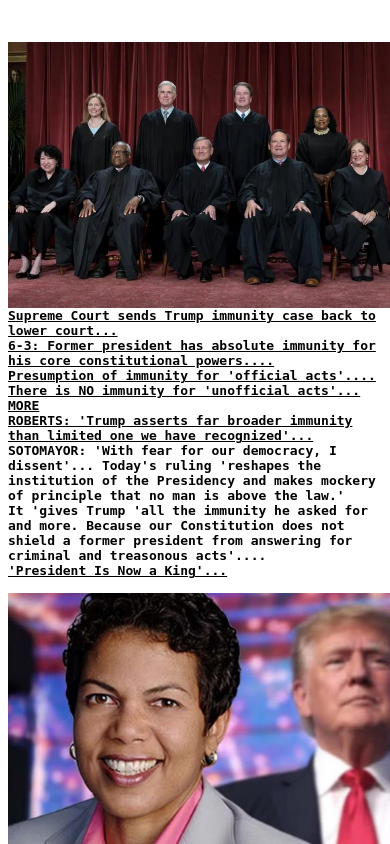 Supreme Court sends Trump immunity case back to
lower court...
6-3: Former president has absolute immunity for
his core constitutional powers....
Presumption of immunity for 'official acts'....
There is NO immunity for 'unofficial acts'...
MORE
ROBERTS: 'Trump asserts far broader immunity
than limited one we have recognized'...
SOTOMAYOR: 'With fear for our democracy, I
dissent'... Today's ruling 'reshapes the
institution of the Presidency and makes mockery
of principle that no man is above the law.'
It 'gives Trump 'all the immunity he asked for
and more. Because our Constitution does not
shield a former president from answering for
criminal and treasonous acts'....
'President Is Now a King'...